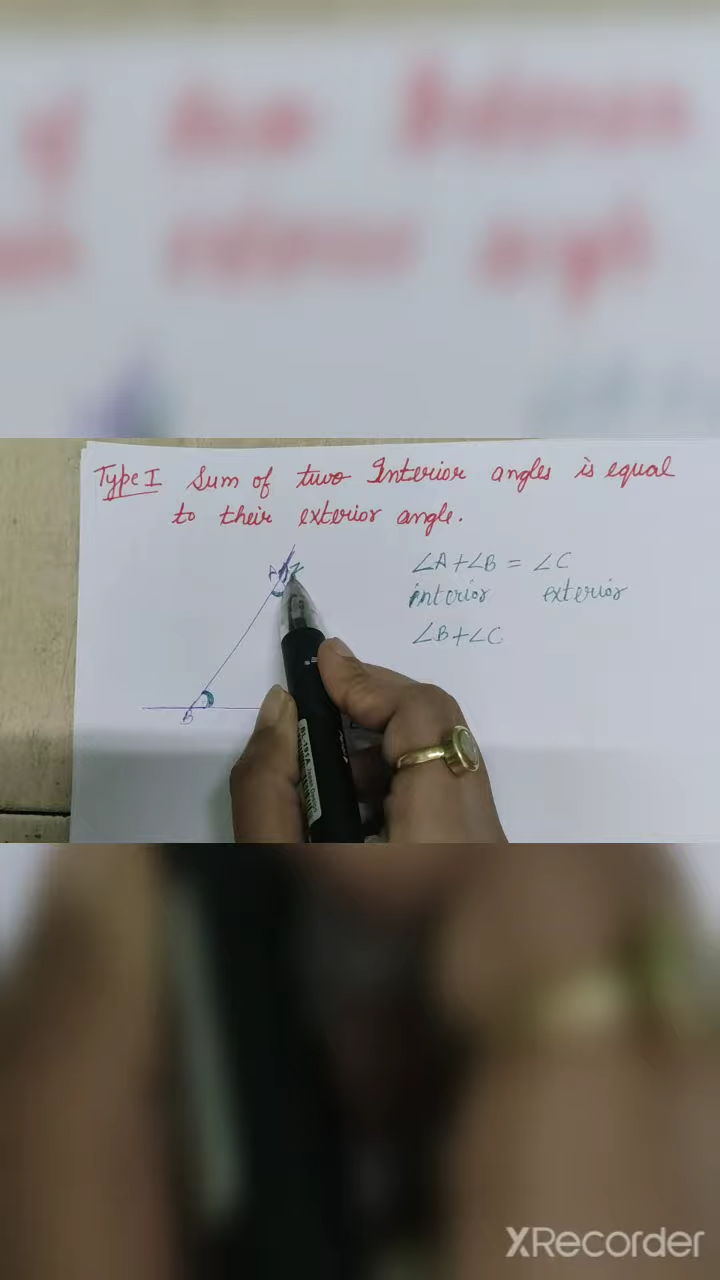 Type I Sum of two Interior angles is equal
to their exterior angle.
∠A+∠B = ∠C
interior exterior
∠B+∠C
A
B
XRecorder